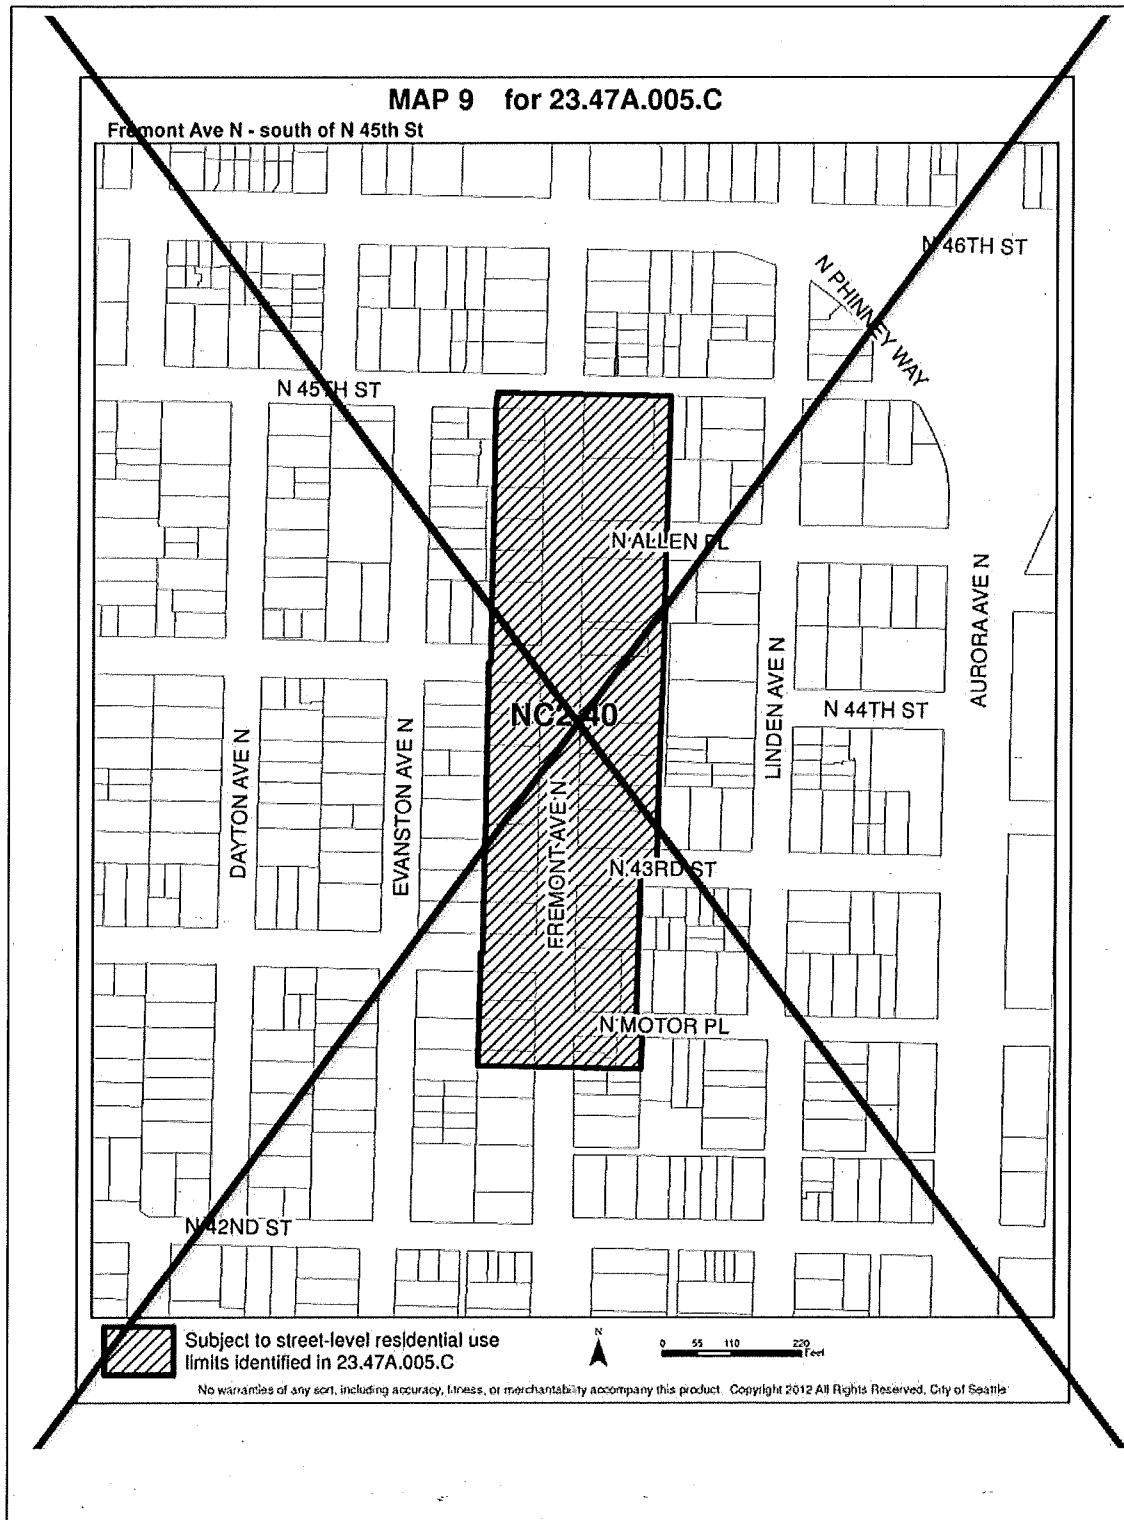 MAP 9 for 23.47A.005.C
Fremont Ave N - south of N 45th St
N 46TH ST
N PHINNEY WAY
N 45TH ST
N ALLEN PL
AURORA AVE N
LINDEN AVE N
N 44TH ST
NC2 40
DAYTON AVE N
EVANSTON AVE N
FREMONT AVE N
N 43RD ST
N MOTOR PL
N 42ND ST
Subject to street-level residential use
limits identified in 23.47A.005.C
N
0 55 110 220
Feet
No warranties of any sort, including accuracy, fitness, or merchantability accompany this product. Copyright 2012 All Rights Reserved, City of Seattle